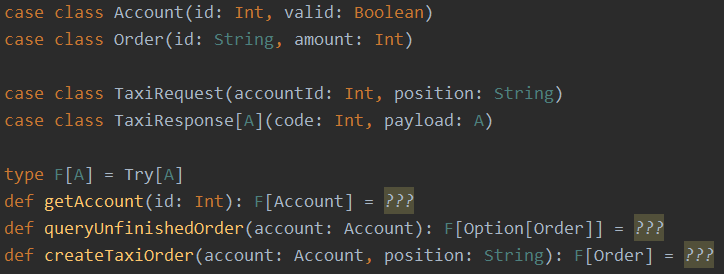 case class Account(id: Int, valid: Boolean)
case class Order(id: String, amount: Int)
case class TaxiRequest(accountId: Int, position: String)
case class TaxiResponse[A](code: Int, payload: A)
type F[A] = Try[A]
def getAccount(id: Int): F[Account] = ???
def queryUnfinishedOrder(account: Account): F[Option[Order]] = ???
def createTaxiOrder(account: Account, position: String): F[Order] = ???